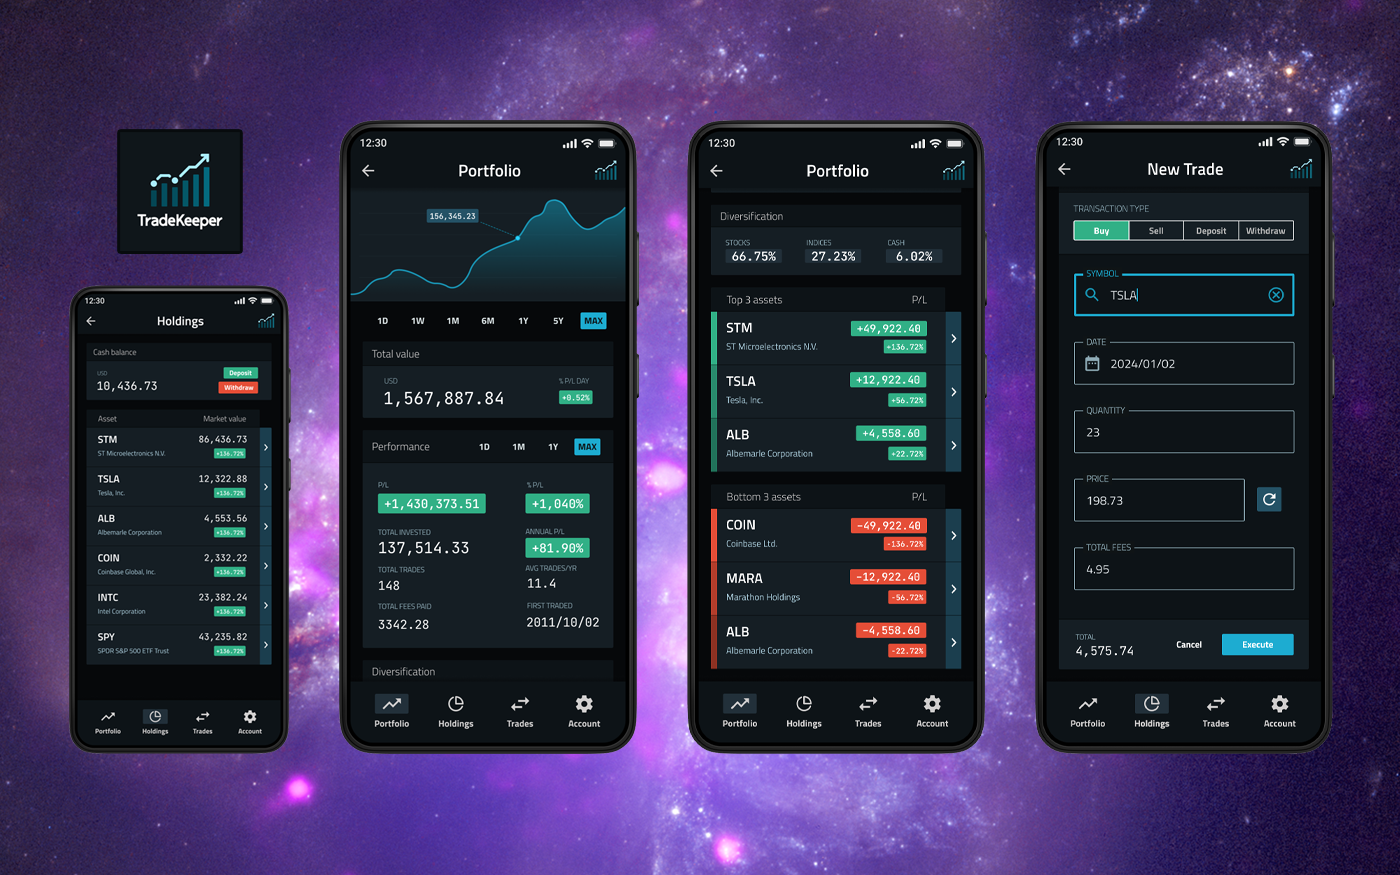 TradeKeeper
12:30
Holdings
Cash balance
USD
10,436.73
Deposit
Withdraw
Asset Market value
STM 86,436.73
ST Microelectronics N.V. +136.72%
TSLA 12,322.88
Tesla, Inc. +136.72%
ALB 4,553.56
Albemarle Corporation +136.72%
COIN 2,332.22
Coinbase Global, Inc. +136.72%
INTC 23,382.24
Intel Corporation +136.72%
SPY 43,235.82
SPDR S&P 500 ETF Trust +136.72%
Portfolio Holdings Trades Account
12:30
Portfolio
156,345.23
1D 1W 1M 6M 1Y 5Y MAX
Total value
USD % P/L DAY
1,567,887.84 +0.52%
Performance 1D 1M 1Y MAX
P/L % P/L
+1,430,373.51 +1,040%
TOTAL INVESTED ANNUAL P/L
137,514.33 +81.90%
TOTAL TRADES AVG TRADES/YR
148 11.4
TOTAL FEES PAID FIRST TRADED
3342.28 2011/10/02
Diversification
Portfolio Holdings Trades Account
12:30
Portfolio
Diversification
STOCKS INDICES CASH
66.75% 27.23% 6.02%
Top 3 assets P/L
STM +49,922.40
ST Microelectronics N.V. +136.72%
TSLA +12,922.40
Tesla, Inc. +56.72%
ALB +4,558.60
Albemarle Corporation +22.72%
Bottom 3 assets P/L
COIN -49,922.40
Coinbase Ltd. -136.72%
MARA -12,922.40
Marathon Holdings -56.72%
ALB -4,558.60
Albemarle Corporation -22.72%
Portfolio Holdings Trades Account
12:30
New Trade
TRANSACTION TYPE
Buy Sell Deposit Withdraw
SYMBOL
TSLA
DATE
2024/01/02
QUANTITY
23
PRICE
198.73
TOTAL FEES
4.95
TOTAL
4,575.74 Cancel Execute
Portfolio Holdings Trades Account